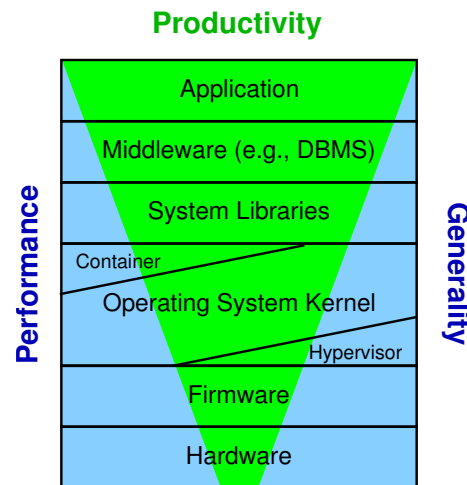 Productivity
Application
Middleware (e.g., DBMS)
System Libraries
Container
Operating System Kernel
Hypervisor
Firmware
Hardware
Performance
Generality